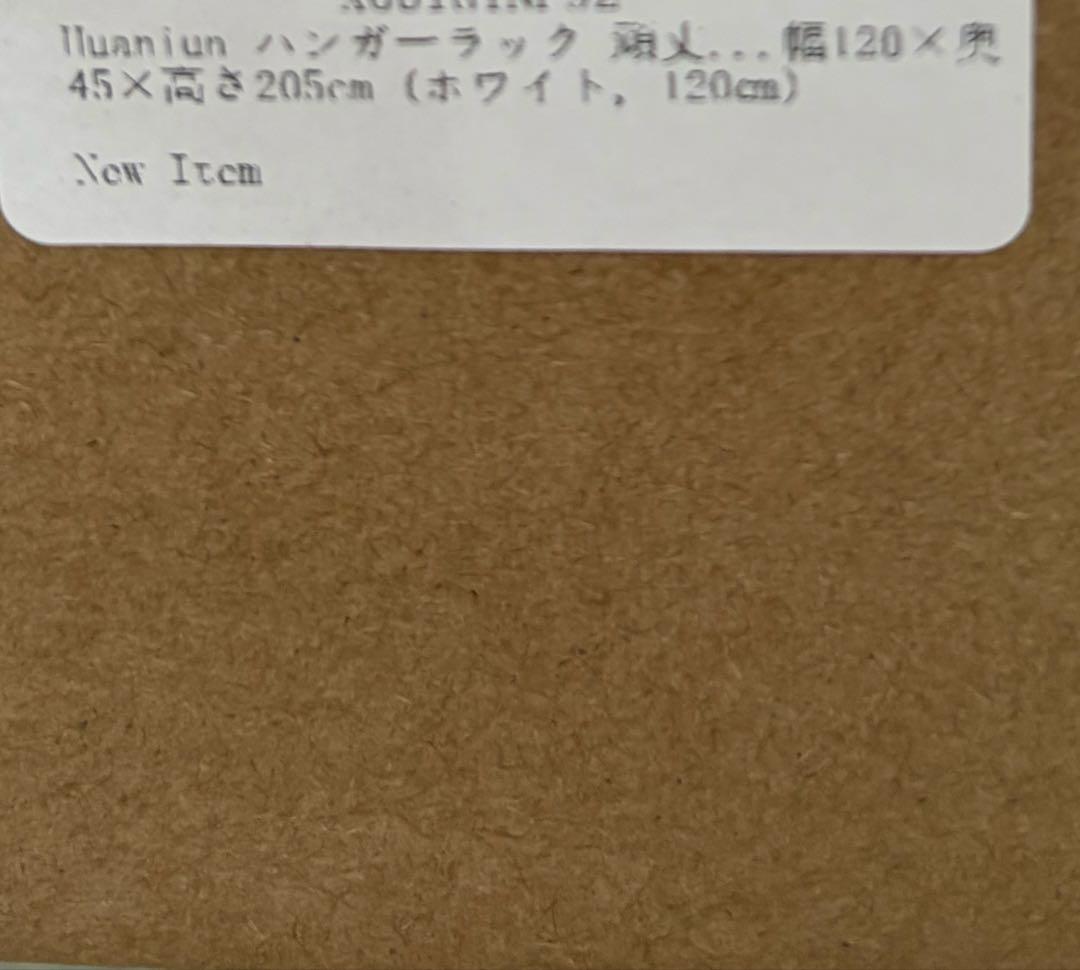 Huaniun ハンガーラック 頑丈...幅120×奥
45×高さ205cm (ホワイト, 120cm)
New Item